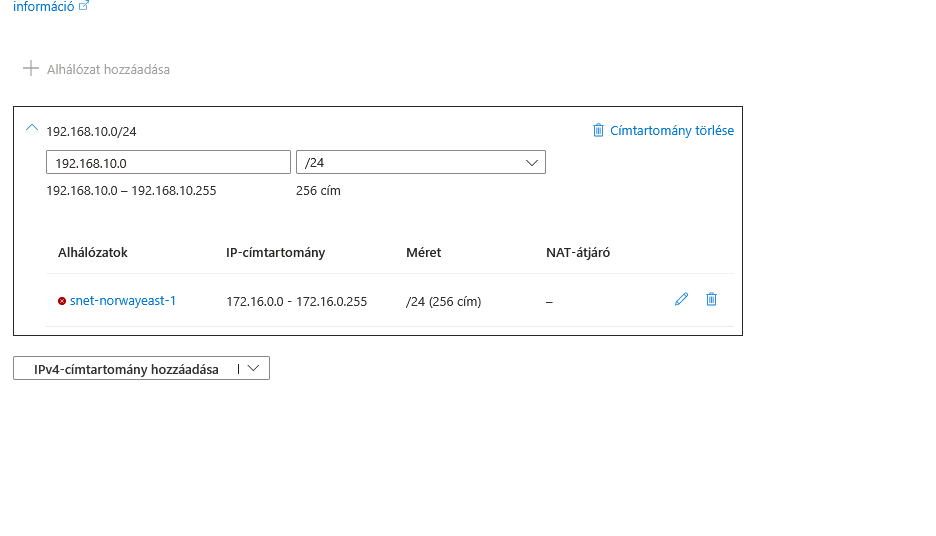 információ
Alhálózat hozzáadása
192.168.10.0/24
Címtartomány törlése
192.168.10.0
/24
192.168.10.0 – 192.168.10.255
256 cím
Alhálózatok
IP-címtartomány
Méret
NAT-átjáró
snet-norwayeast-1
172.16.0.0 - 172.16.0.255
/24 (256 cím)
–
IPv4-címtartomány hozzáadása